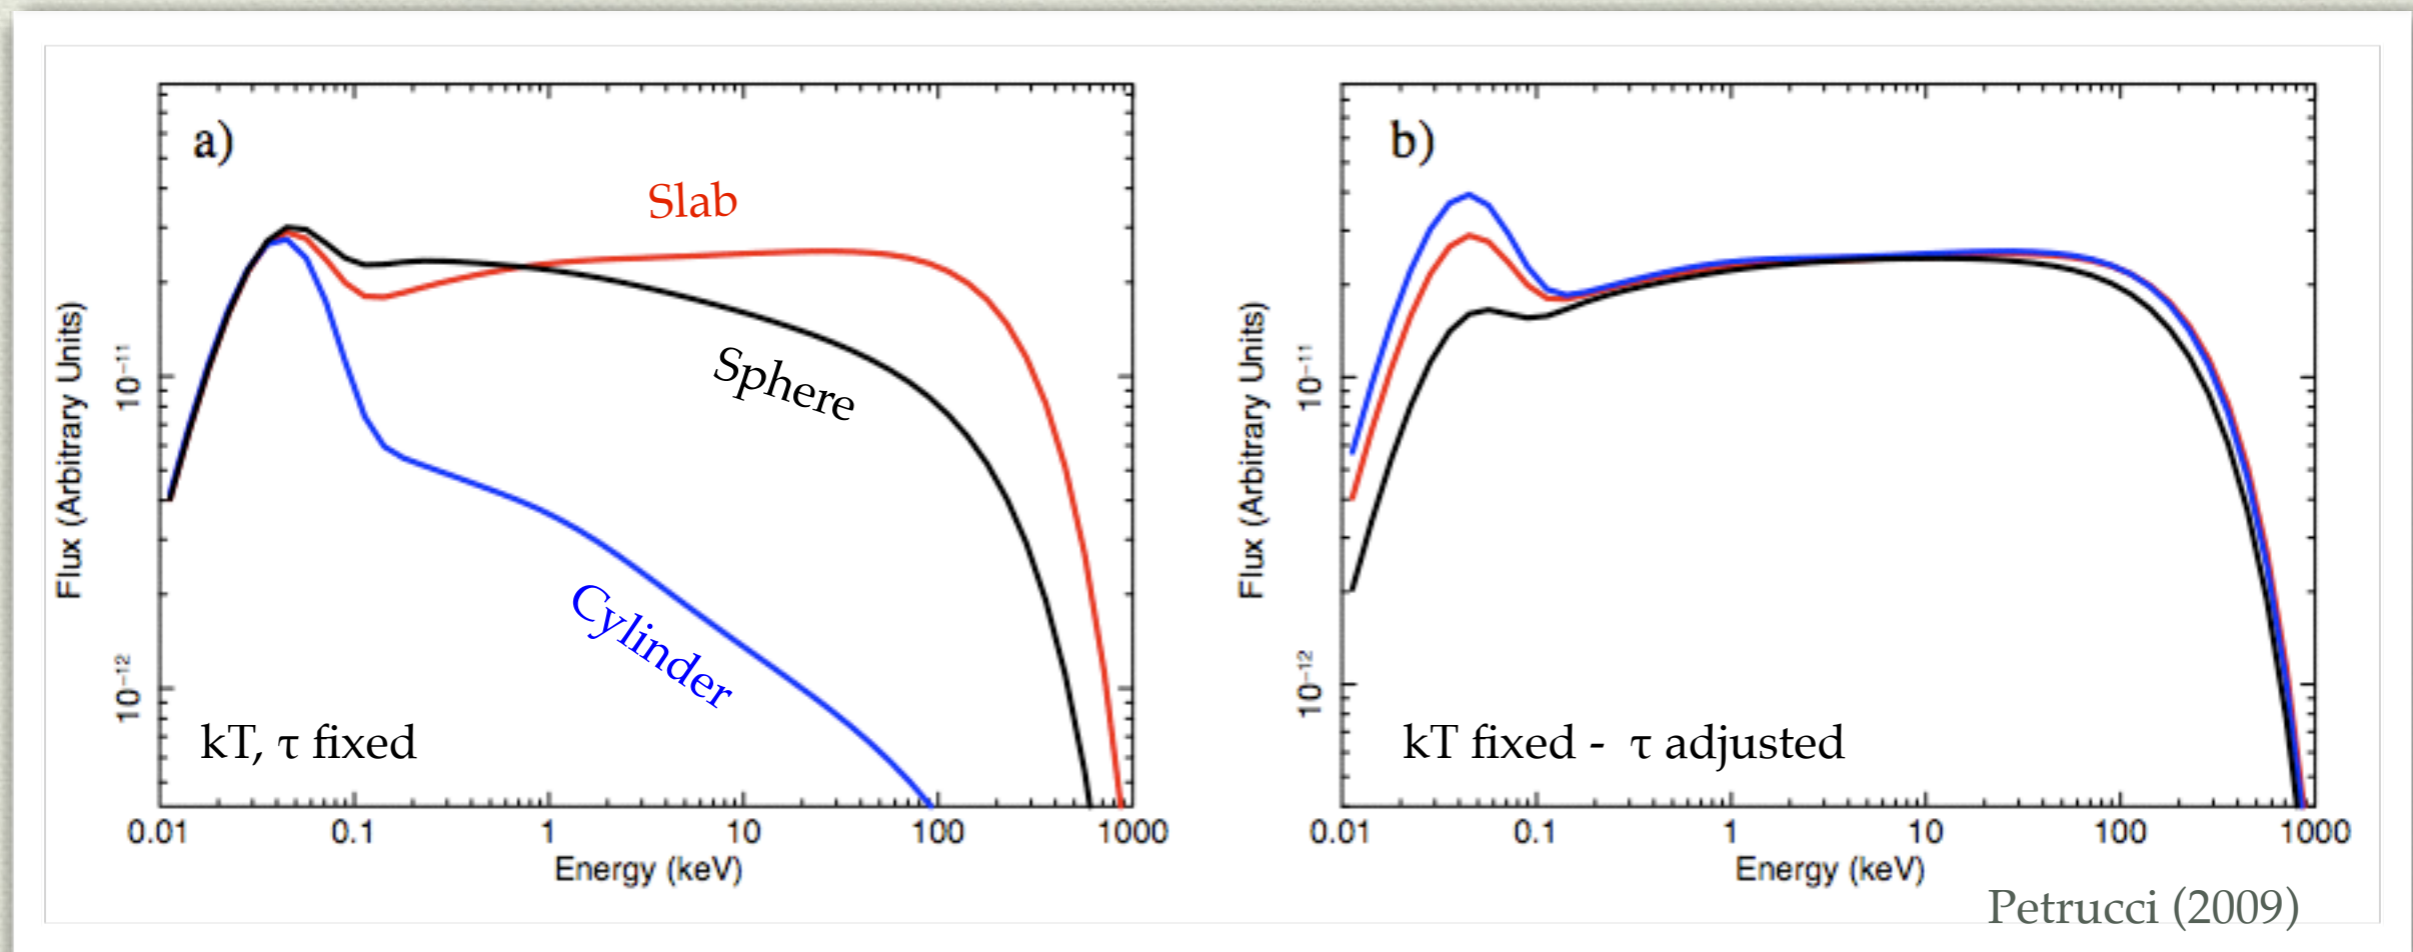 a)
Slab
Sphere
Cylinder
kT, τ fixed
Flux (Arbitrary Units)
10⁻¹¹
10⁻¹²
0.01 0.1 1 10 100 1000
Energy (keV)
b)
kT fixed - τ adjusted
Flux (Arbitrary Units)
10⁻¹¹
10⁻¹²
0.01 0.1 1 10 100 1000
Energy (keV)
Petrucci (2009)